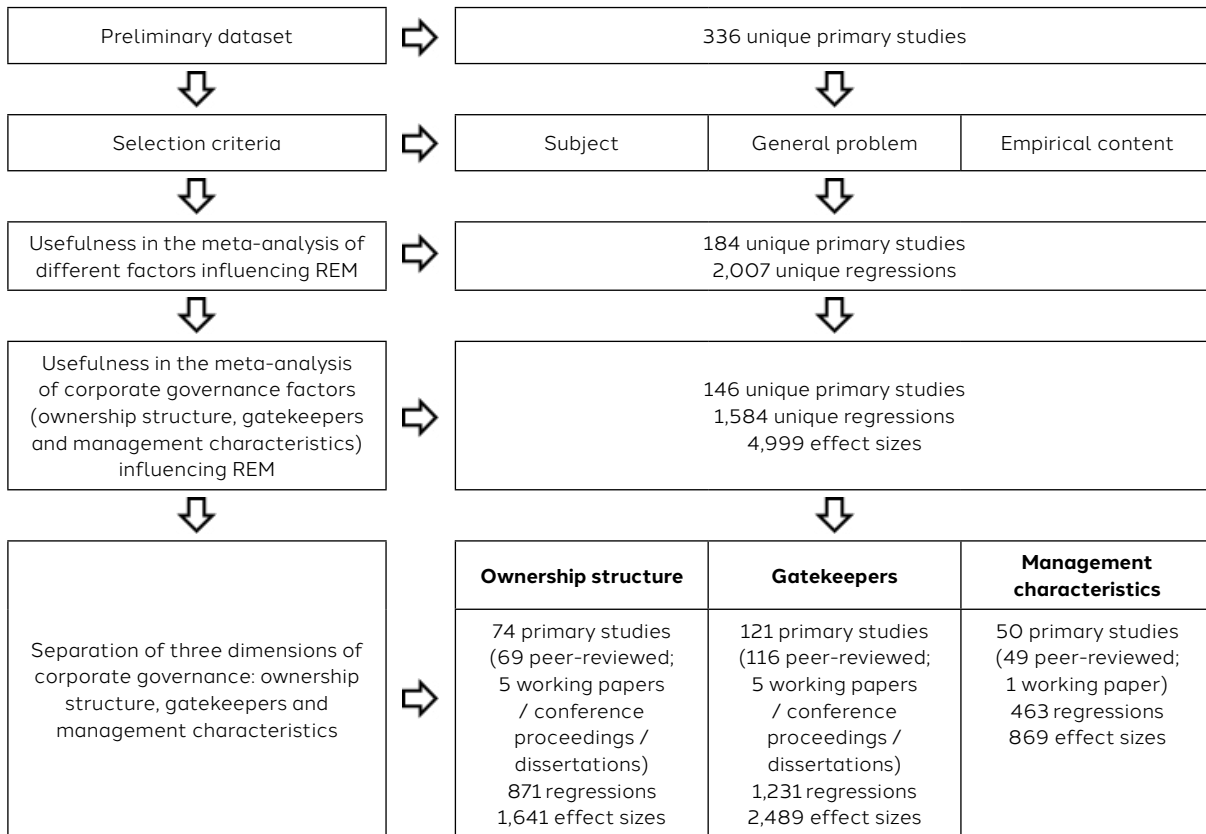 Preliminary dataset
336 unique primary studies
Selection criteria
Subject
General problem
Empirical content
Usefulness in the meta-analysis of
different factors influencing REM
184 unique primary studies
2,007 unique regressions
Usefulness in the meta-analysis
of corporate governance factors
(ownership structure, gatekeepers
and management characteristics)
influencing REM
146 unique primary studies
1,584 unique regressions
4,999 effect sizes
Separation of three dimensions of
corporate governance: ownership
structure, gatekeepers and
management characteristics
Ownership structure
74 primary studies
(69 peer-reviewed;
5 working papers
/ conference
proceedings /
dissertations)
871 regressions
1,641 effect sizes
Gatekeepers
121 primary studies
(116 peer-reviewed;
5 working papers
/ conference
proceedings /
dissertations)
1,231 regressions
2,489 effect sizes
Management
characteristics
50 primary studies
(49 peer-reviewed;
1 working paper)
463 regressions
869 effect sizes